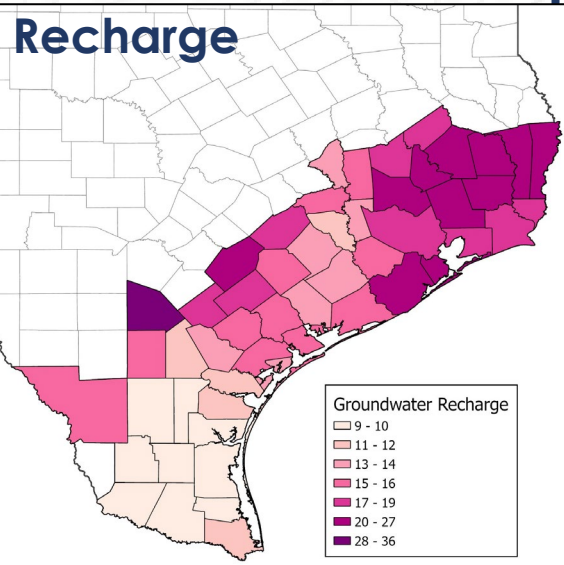 Recharge
Groundwater Recharge
9 - 10
11 - 12
13 - 14
15 - 16
17 - 19
20 - 27
28 - 36